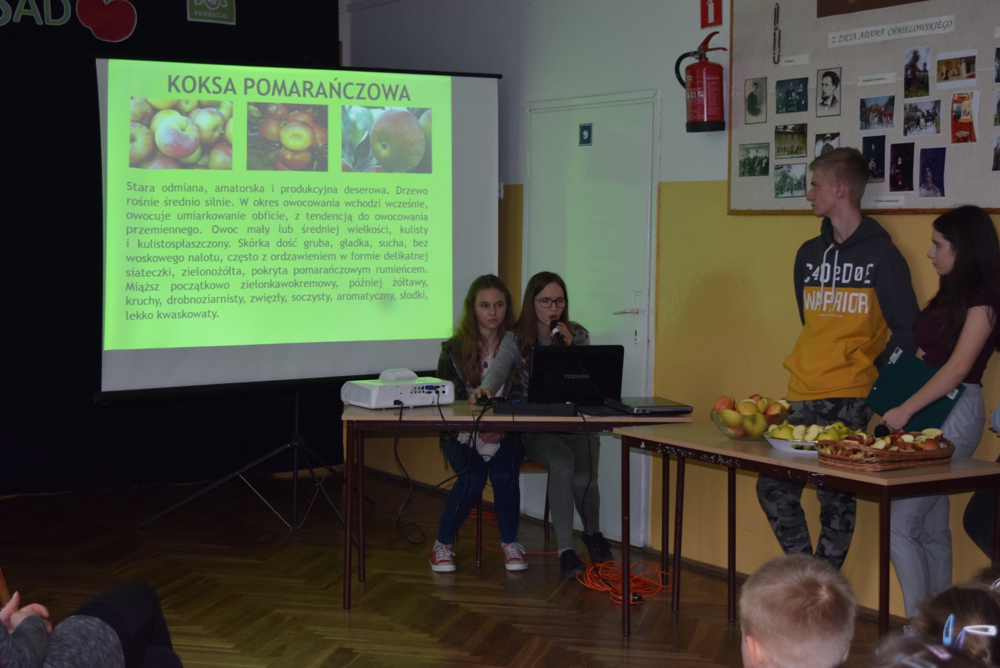 SAD
BOŚ
FUNDACJA
KOKSA POMARAŃCZOWA
Stara odmiana, amatorska i produkcyjna deserowa. Drzewo
rośnie średnio silnie. W okres owocowania wchodzi wcześnie,
owocuje umiarkowanie obficie, z tendencją do owocowania
przemiennego. Owoc mały lub średniej wielkości, kulisty
i kulistospłaszczony. Skórka dość gruba, gładka, sucha, bez
woskowego nalotu, często z ordzawieniem w formie delikatnej
siateczki, zielonożółta, pokryta pomarańczowym rumieńcem.
Miąższ początkowo zielonkawokremowy, później żółtawy,
kruchy, drobnoziarnisty, zwięzły, soczysty, aromatyczny, słodki,
lekko kwaskowaty.
9
Z ŻYCIA ADAMA CHMIELOWSKIEGO
TOSHIBA
WARRIOR